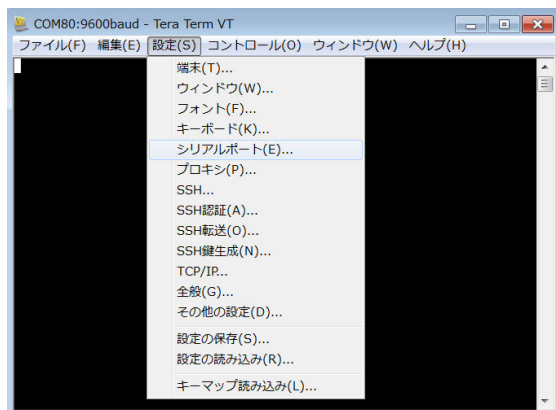 COM80:9600baud - Tera Term VT
ファイル(F) 編集(E) 設定(S) コントロール(O) ウィンドウ(W) ヘルプ(H)
端末(T)...
ウィンドウ(W)...
フォント(F)...
キーボード(K)...
シリアルポート(E)...
プロキシ(P)...
SSH...
SSH認証(A)...
SSH転送(O)...
SSH鍵生成(N)...
TCP/IP...
全般(G)...
その他の設定(D)...
設定の保存(S)...
設定の読み込み(R)...
キーマップ読み込み(L)...